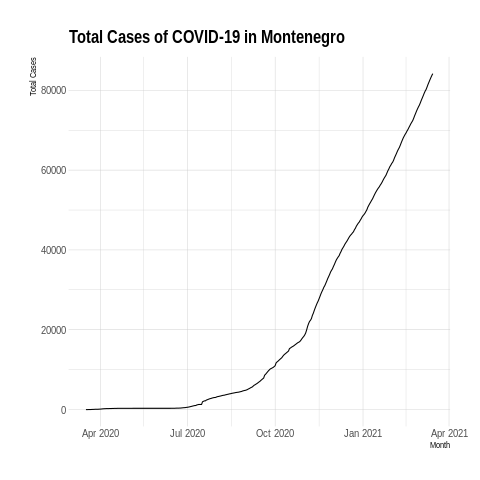 Total Cases of COVID-19 in Montenegro
Total Cases
80000
60000
40000
20000
0
Apr 2020 Jul 2020 Oct 2020 Jan 2021 Apr 2021
Month